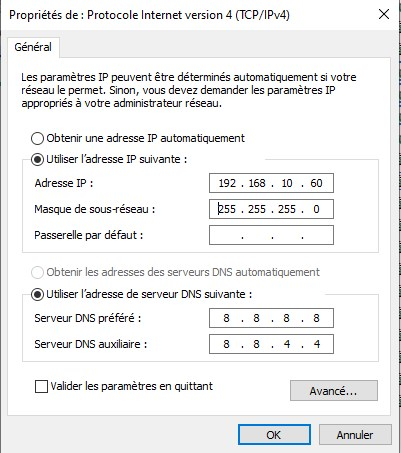 Propriétés de : Protocole Internet version 4 (TCP/IPv4)
Général
Les paramètres IP peuvent être déterminés automatiquement si votre
réseau le permet. Sinon, vous devez demander les paramètres IP
appropriés à votre administrateur réseau.
Obtenir une adresse IP automatiquement
Utiliser l'adresse IP suivante :
Adresse IP : 192 . 168 . 10 . 60
Masque de sous-réseau : 255 . 255 . 255 . 0
Passerelle par défaut : . . .
Obtenir les adresses des serveurs DNS automatiquement
Utiliser l'adresse de serveur DNS suivante :
Serveur DNS préféré : 8 . 8 . 8 . 8
Serveur DNS auxiliaire : 8 . 8 . 4 . 4
Valider les paramètres en quittant
Avancé...
OK Annuler